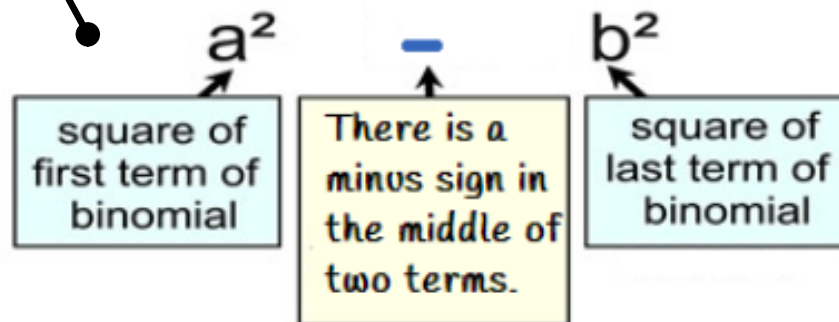 a² - b²
square of
first term of
binomial
There is a
minus sign in
the middle of
two terms.
square of
last term of
binomial